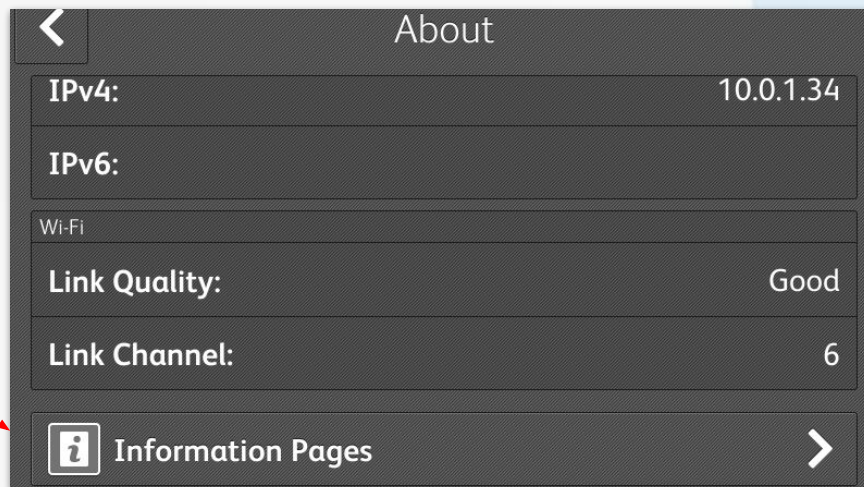 About
IPv4: 10.0.1.34
IPv6:
Wi-Fi
Link Quality: Good
Link Channel: 6
i Information Pages